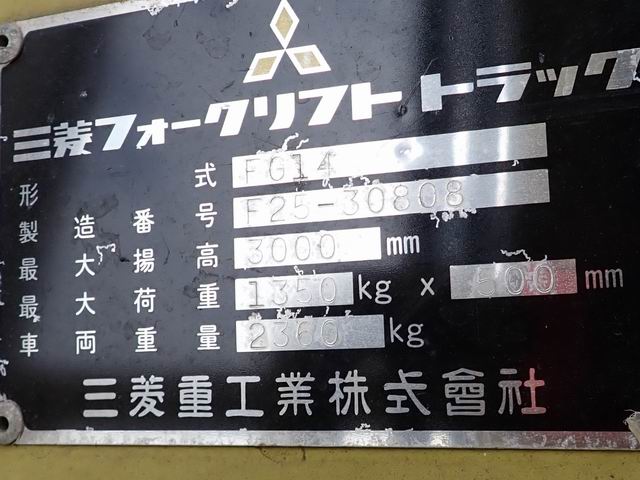 三菱フォークリフト トラック
形式 FG14
製造番号 F25-30808
最大揚高 3000 mm
最大荷重 1350 kg x 500 mm
車両重量 2360 kg
三菱重工業株式會社